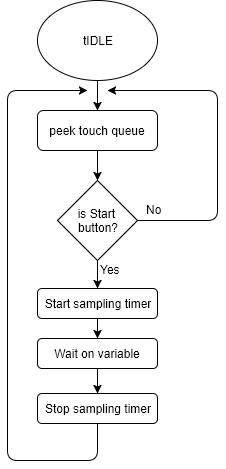 tIDLE
peek touch queue
is Start
button?
No
Yes
Start sampling timer
Wait on variable
Stop sampling timer